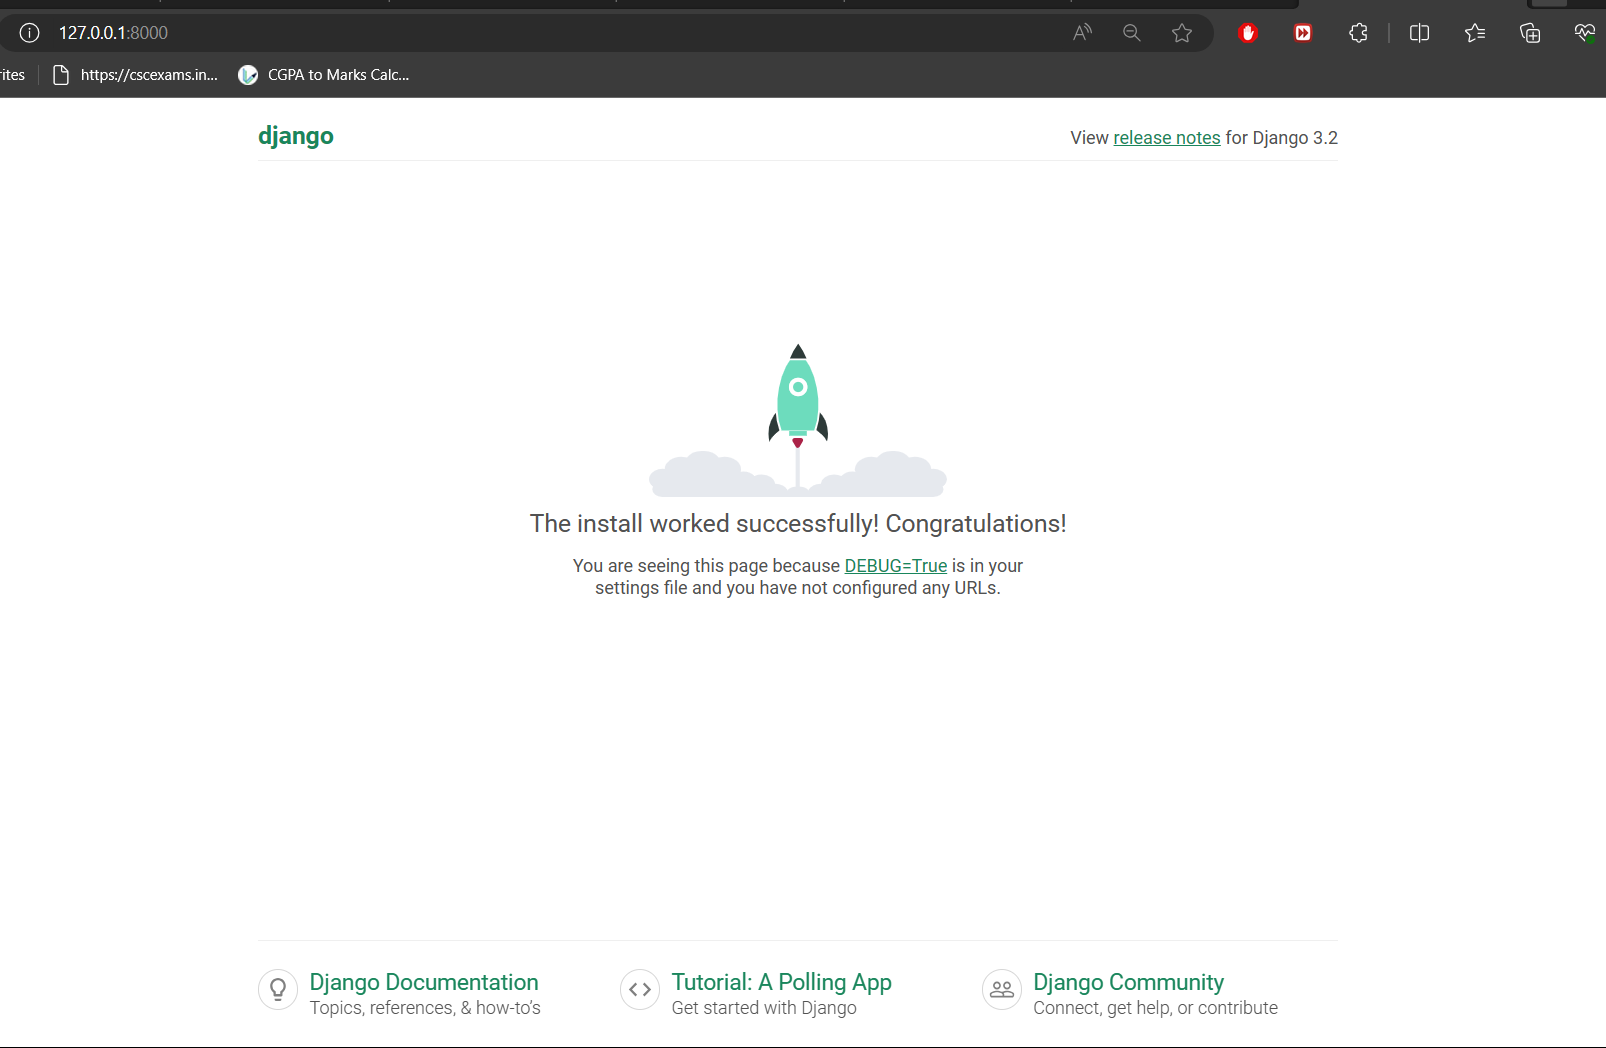 127.0.0.1:8000
ites
https://cscexams.in...
CGPA to Marks Calc...
django
View release notes for Django 3.2
The install worked successfully! Congratulations!
You are seeing this page because DEBUG=True is in your
settings file and you have not configured any URLs.
Django Documentation
Topics, references, & how-to’s
Tutorial: A Polling App
Get started with Django
Django Community
Connect, get help, or contribute